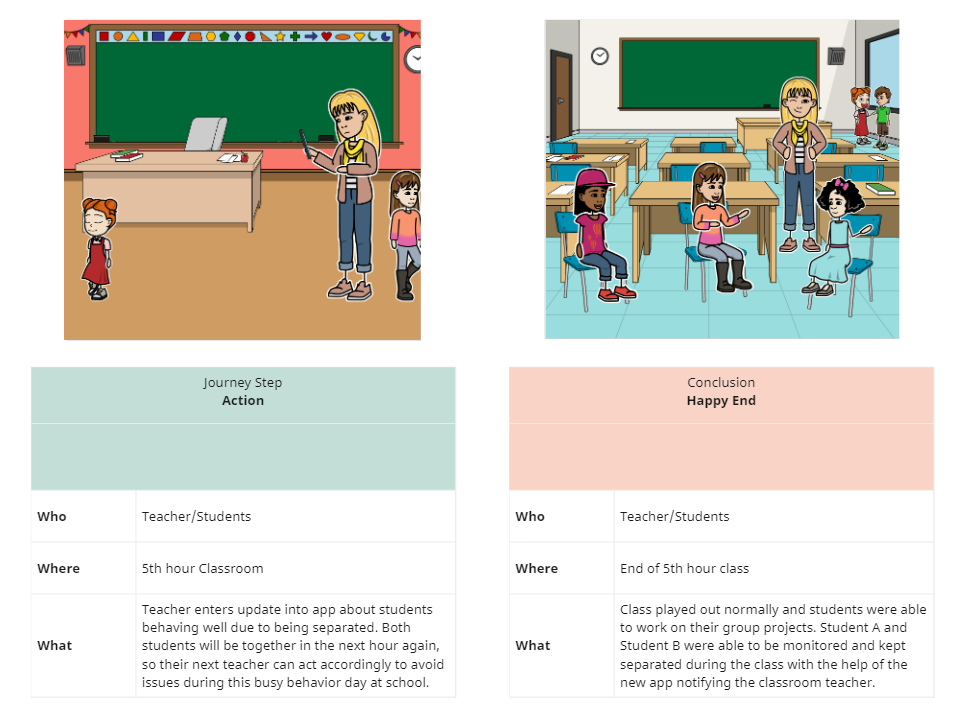 Journey Step
Action
Who
Teacher/Students
Where
5th hour Classroom
What
Teacher enters update into app about students
behaving well due to being separated. Both
students will be together in the next hour again,
so their next teacher can act accordingly to avoid
issues during this busy behavior day at school.
Conclusion
Happy End
Who
Teacher/Students
Where
End of 5th hour class
What
Class played out normally and students were able
to work on their group projects. Student A and
Student B were able to be monitored and kept
separated during the class with the help of the
new app notifying the classroom teacher.